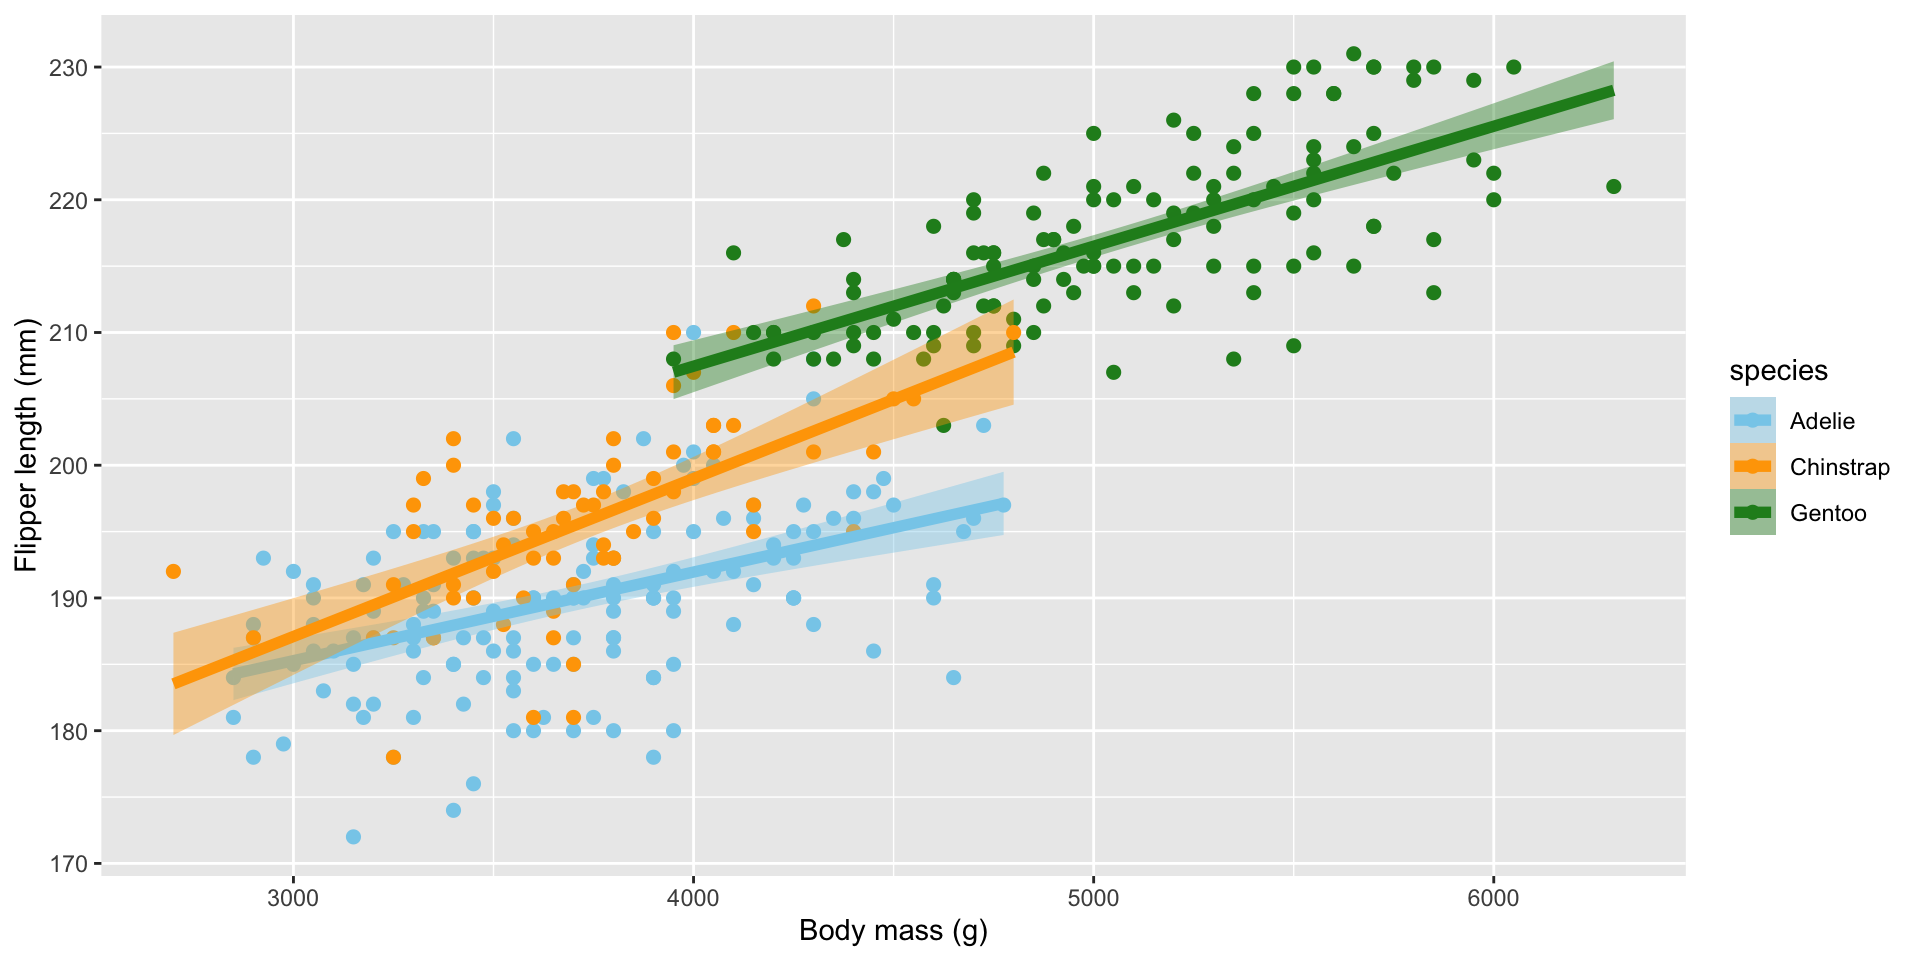 230
220
210
200
190
180
170
Flipper length (mm)
3000
4000
5000
6000
Body mass (g)
species
Adelie
Chinstrap
Gentoo